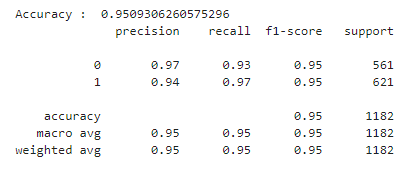 Accuracy :  0.9509306260575296
              precision    recall  f1-score   support

           0       0.97      0.93      0.95       561
           1       0.94      0.97      0.95       621

    accuracy                           0.95      1182
   macro avg       0.95      0.95      0.95      1182
weighted avg       0.95      0.95      0.95      1182